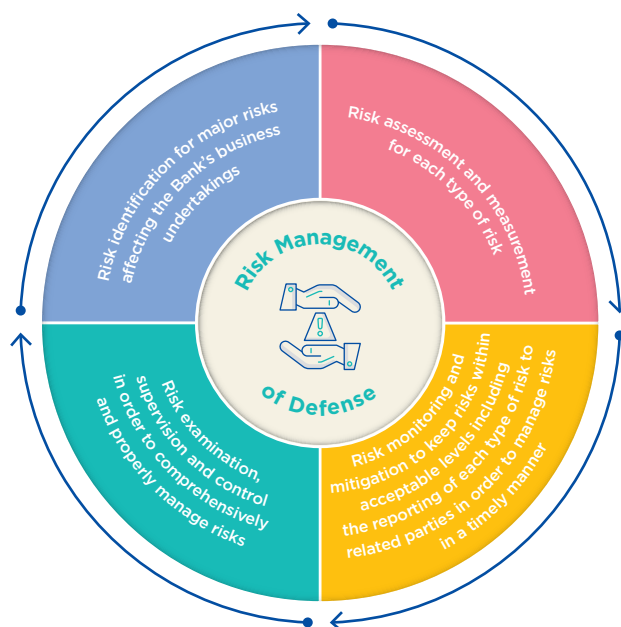 Risk identification for major risks
affecting the Bank's business
undertakings
Risk assessment and measurement
for each type of risk
Risk Management
of Defense
Risk monitoring and
mitigation to keep risks within
acceptable levels including
the reporting of each type of risk to
related parties in order to manage risks
in a timely manner
Risk examination,
supervision and control
in order to comprehensively
and properly manage risks